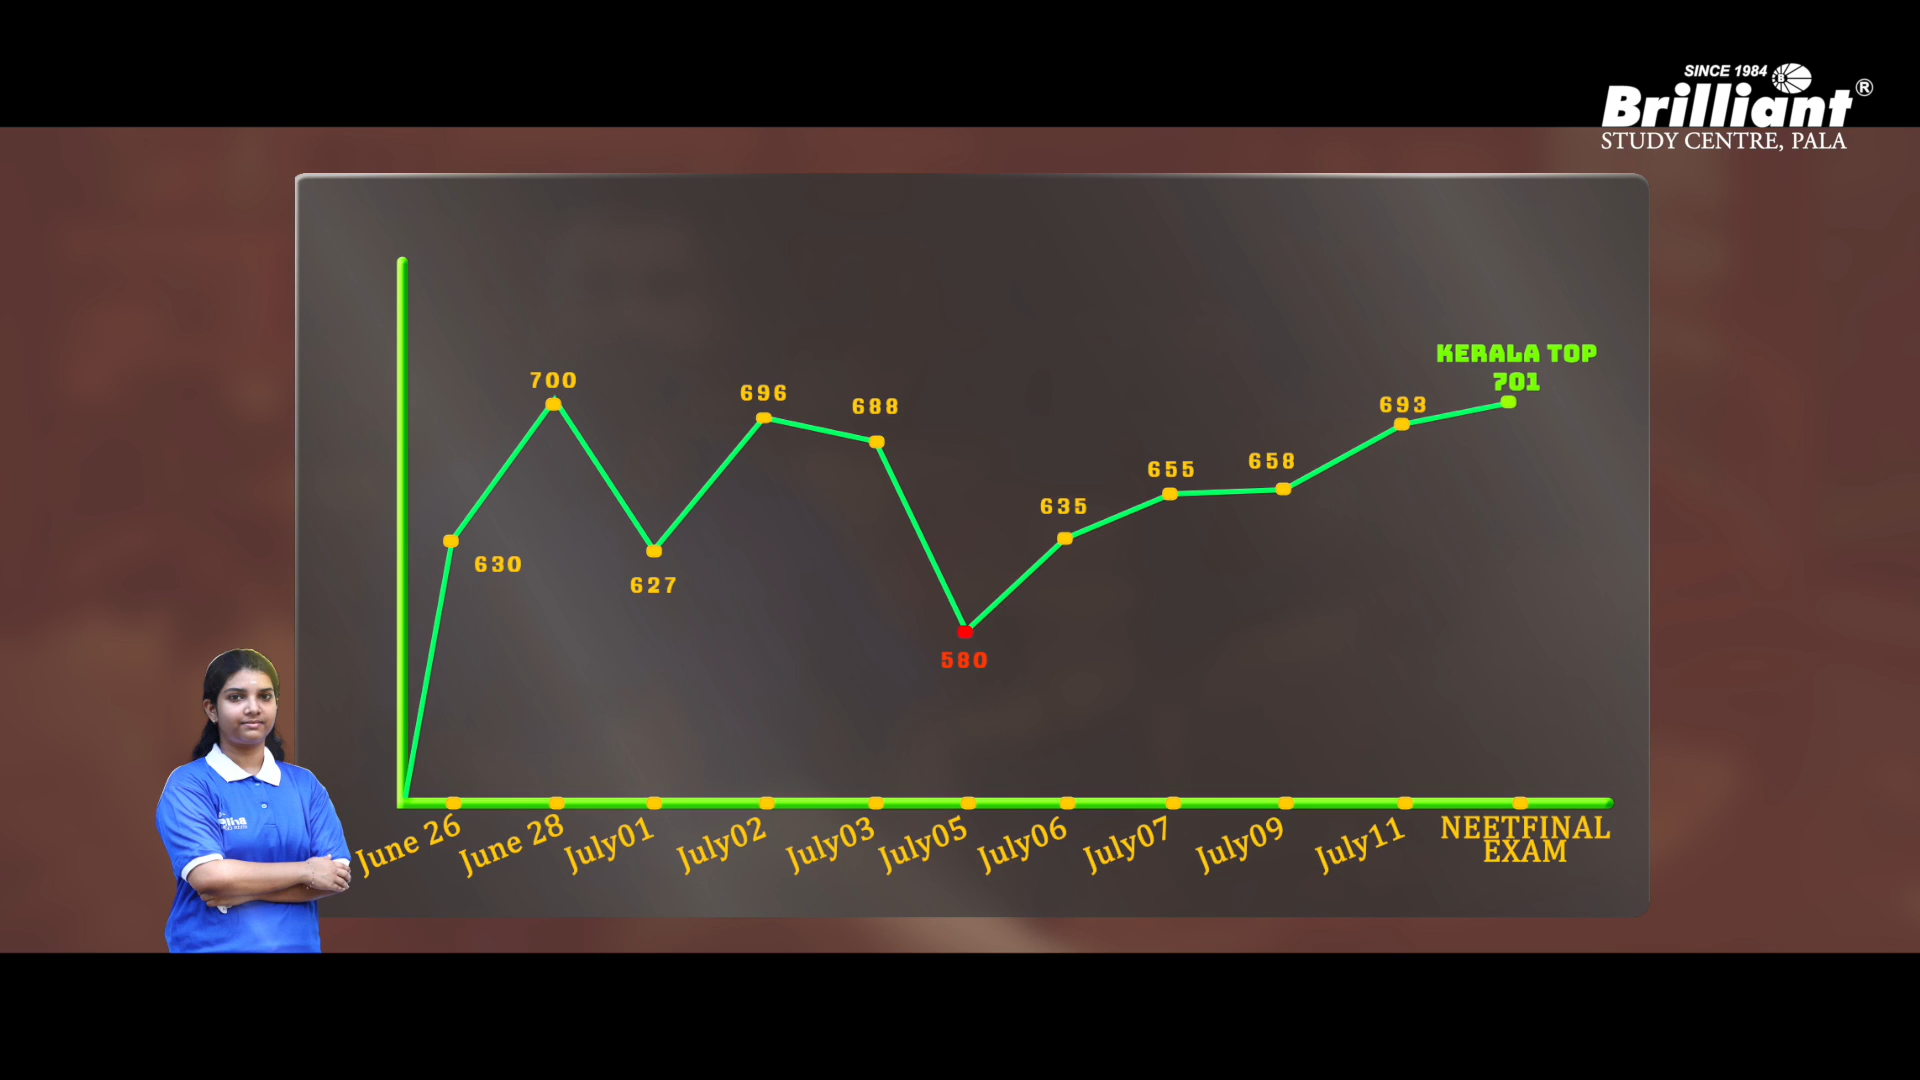 SINCE 1984
Brilliant ®
STUDY CENTRE, PALA
KERALA TOP
701
700
696
688
693
658
655
635
630
627
580
June 26
June 28
July01
July02
July03
July05
July06
July07
July09
July11
NEETFINAL
EXAM